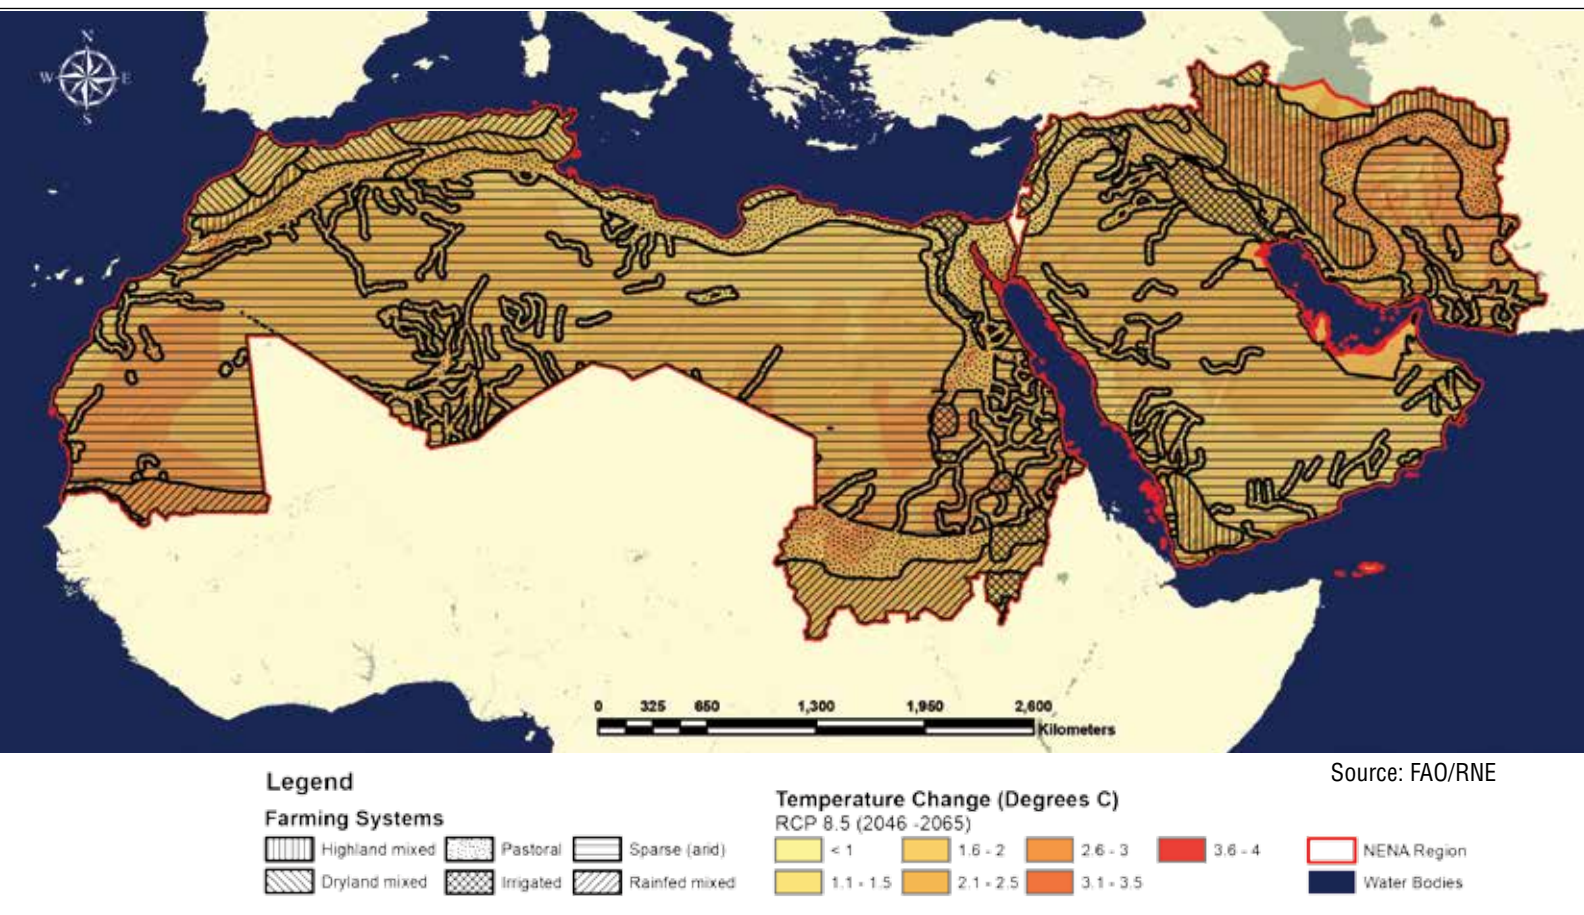 N
W E
S
0 325 650 1,300 1,950 2,600
Kilometers
Source: FAO/RNE
Legend
Farming Systems
Highland mixed
Pastoral
Sparse (arid)
Dryland mixed
Irrigated
Rainfed mixed
Temperature Change (Degrees C)
RCP 8.5 (2046 -2065)
< 1
1.6 - 2
2.6 - 3
3.6 - 4
1.1 - 1.5
2.1 - 2.5
3.1 - 3.5
NENA Region
Water Bodies